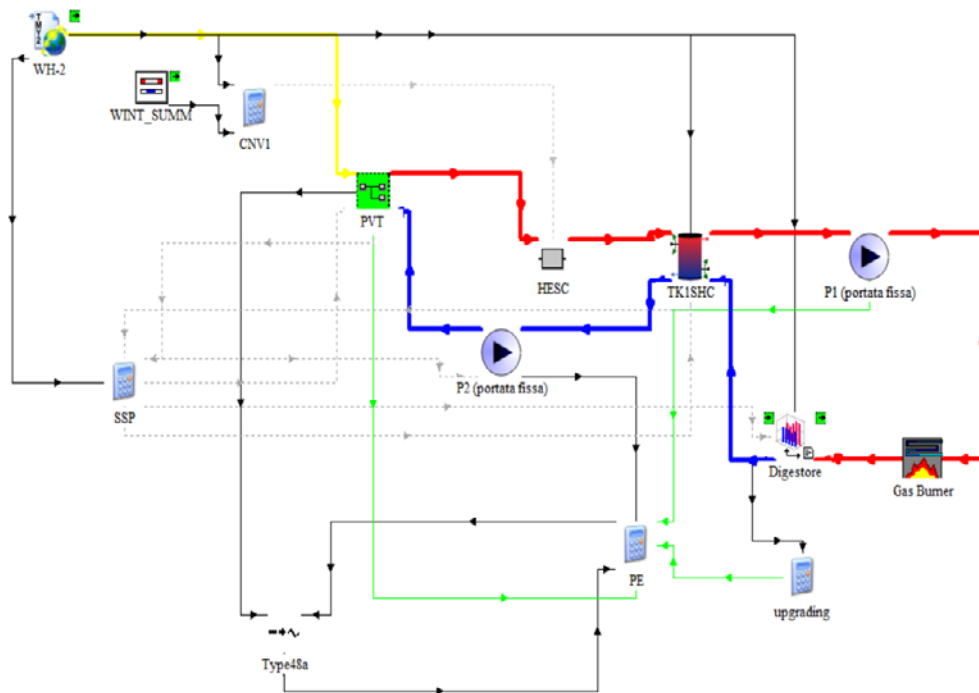 TMY2
WH-2
WINT_SUMM
CNV1
PVT
HESC
TK1SHC
P1 (portata fissa)
P2 (portata fissa)
SSP
Digestore
Gas Burner
PE
upgrading
Type48a